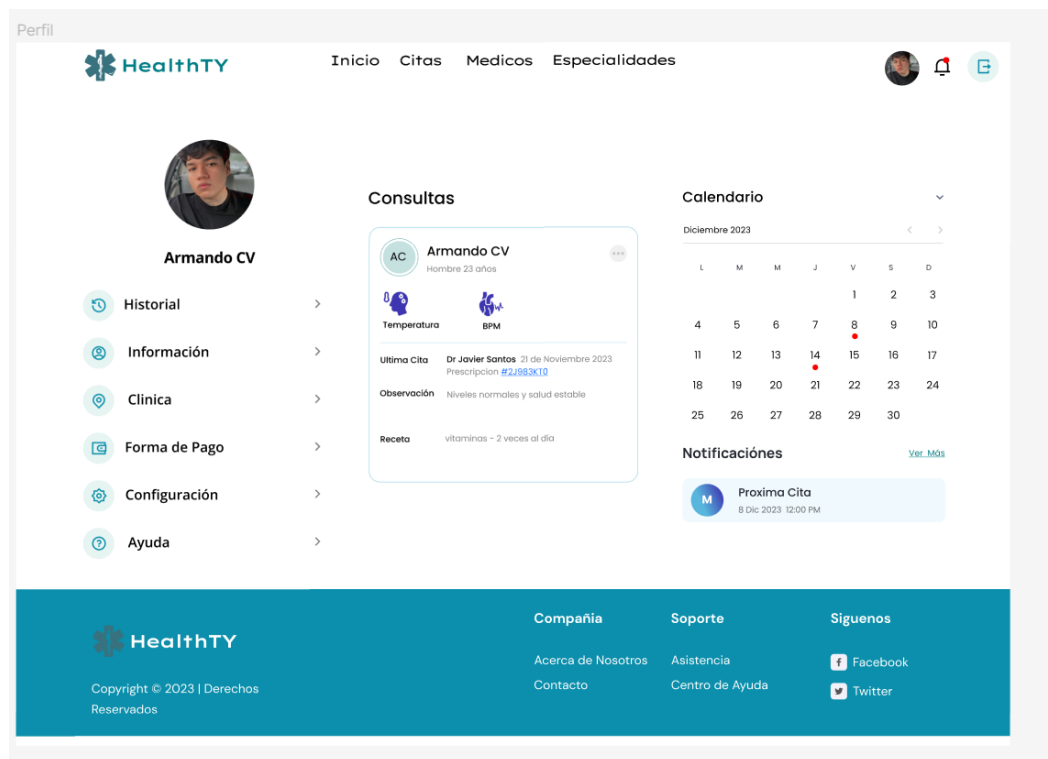 Perfil
HealthTY
Inicio Citas Medicos Especialidades
Armando CV
Historial
Información
Clinica
Forma de Pago
Configuración
Ayuda
Consultas
AC
Armando CV
Hombre 23 años
Temperatura
BPM
Ultima Cita
Dr Javier Santos 21 de Noviembre 2023
Prescripcion #2J983KT0
Observación
Niveles normales y salud estable
Receta
vitaminas - 2 veces al día
Calendario
Diciembre 2023
L M M J V S D
1 2 3
4 5 6 7 8 9 10
11 12 13 14 15 16 17
18 19 20 21 22 23 24
25 26 27 28 29 30
Notificaciónes
Ver Más
M
Proxima Cita
8 Dic 2023 12:00 PM
HealthTY
Copyright © 2023 | Derechos
Reservados
Compañia
Acerca de Nosotros
Contacto
Soporte
Asistencia
Centro de Ayuda
Siguenos
Facebook
Twitter